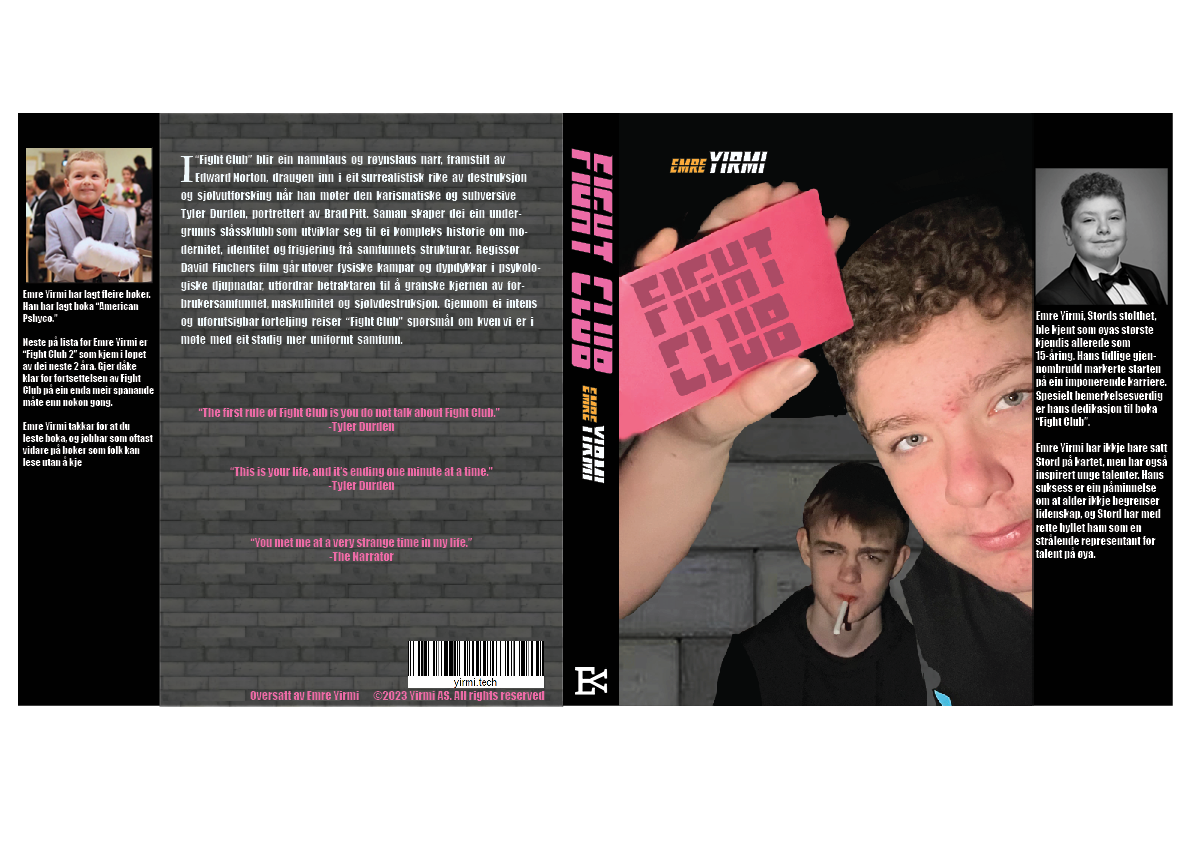 Emre Yirmi har lagt fleire bøker.
Han har lagt boka “American
Pshyco.”
Neste på lista for Emre Yirmi er
“Fight Club 2” som kjem i løpet
av dei neste 2 åra. Gjer dåke
klar for fortsettelsen av Fight
Club på ein enda meir spanande
måte enn nokon gong.
Emre Yirmi takkar for at du
leste boka, og jobbar som oftast
vidare på bøker som folk kan
lese utan å kje
I “Fight Club” blir ein namnlaus og røynslaus narr, framstilt av
Edward Norton, draugen inn i eit surrealistisk rike av destruksjon
og sjølvutforsking når han møter den karismatiske og subversive
Tyler Durden, portrettert av Brad Pitt. Saman skaper dei ein under-
grunns slåssklubb som utviklar seg til ei kompleks historie om mo-
dernitet, identitet og frigjering frå samfunnets strukturar. Regissør
David Finchers film går utover fysiske kampar og dypdykkar i psykolo-
giske djupnadar, utfordrar betraktaren til å granske kjernen av for-
brukersamfunnet, maskulinitet og sjølvdestruksjon. Gjennom ei intens
og uforutsigbar forteljing reiser “Fight Club” spørsmål om kven vi er i
møte med eit stadig mer uniformt samfunn.
“The first rule of Fight Club is you do not talk about Fight Club.”
-Tyler Durden
“This is your life, and it’s ending one minute at a time.”
-Tyler Durden
“You met me at a very strange time in my life.”
-The Narrator
yirmi.tech
Oversatt av Emre Yirmi ©2023 Yirmi AS. All rights reserved
FIGHT CLUB
FIGHT CLUB
EMRE YIRMI
EMRE YIRMI
EY
EMRE YIRMI
FIGHT
FIGHT
CLUB
CLUB
Emre Yirmi, Stords stolthet,
ble kjent som øyas største
kjendis allerede som
15-åring. Hans tidlige gjen-
nombrudd markerte starten
på ein imponerende karriere.
Spesielt bemerkelsesverdig
er hans dedikasjon til boka
“Fight Club”.
Emre Yirmi har ikkje bare satt
Stord på kartet, men har også
inspirert unge talenter. Hans
suksess er ein påminnelse
om at alder ikkje begrenser
lidenskap, og Stord har med
rette hyllet ham som en
strålende representant for
talent på øya.